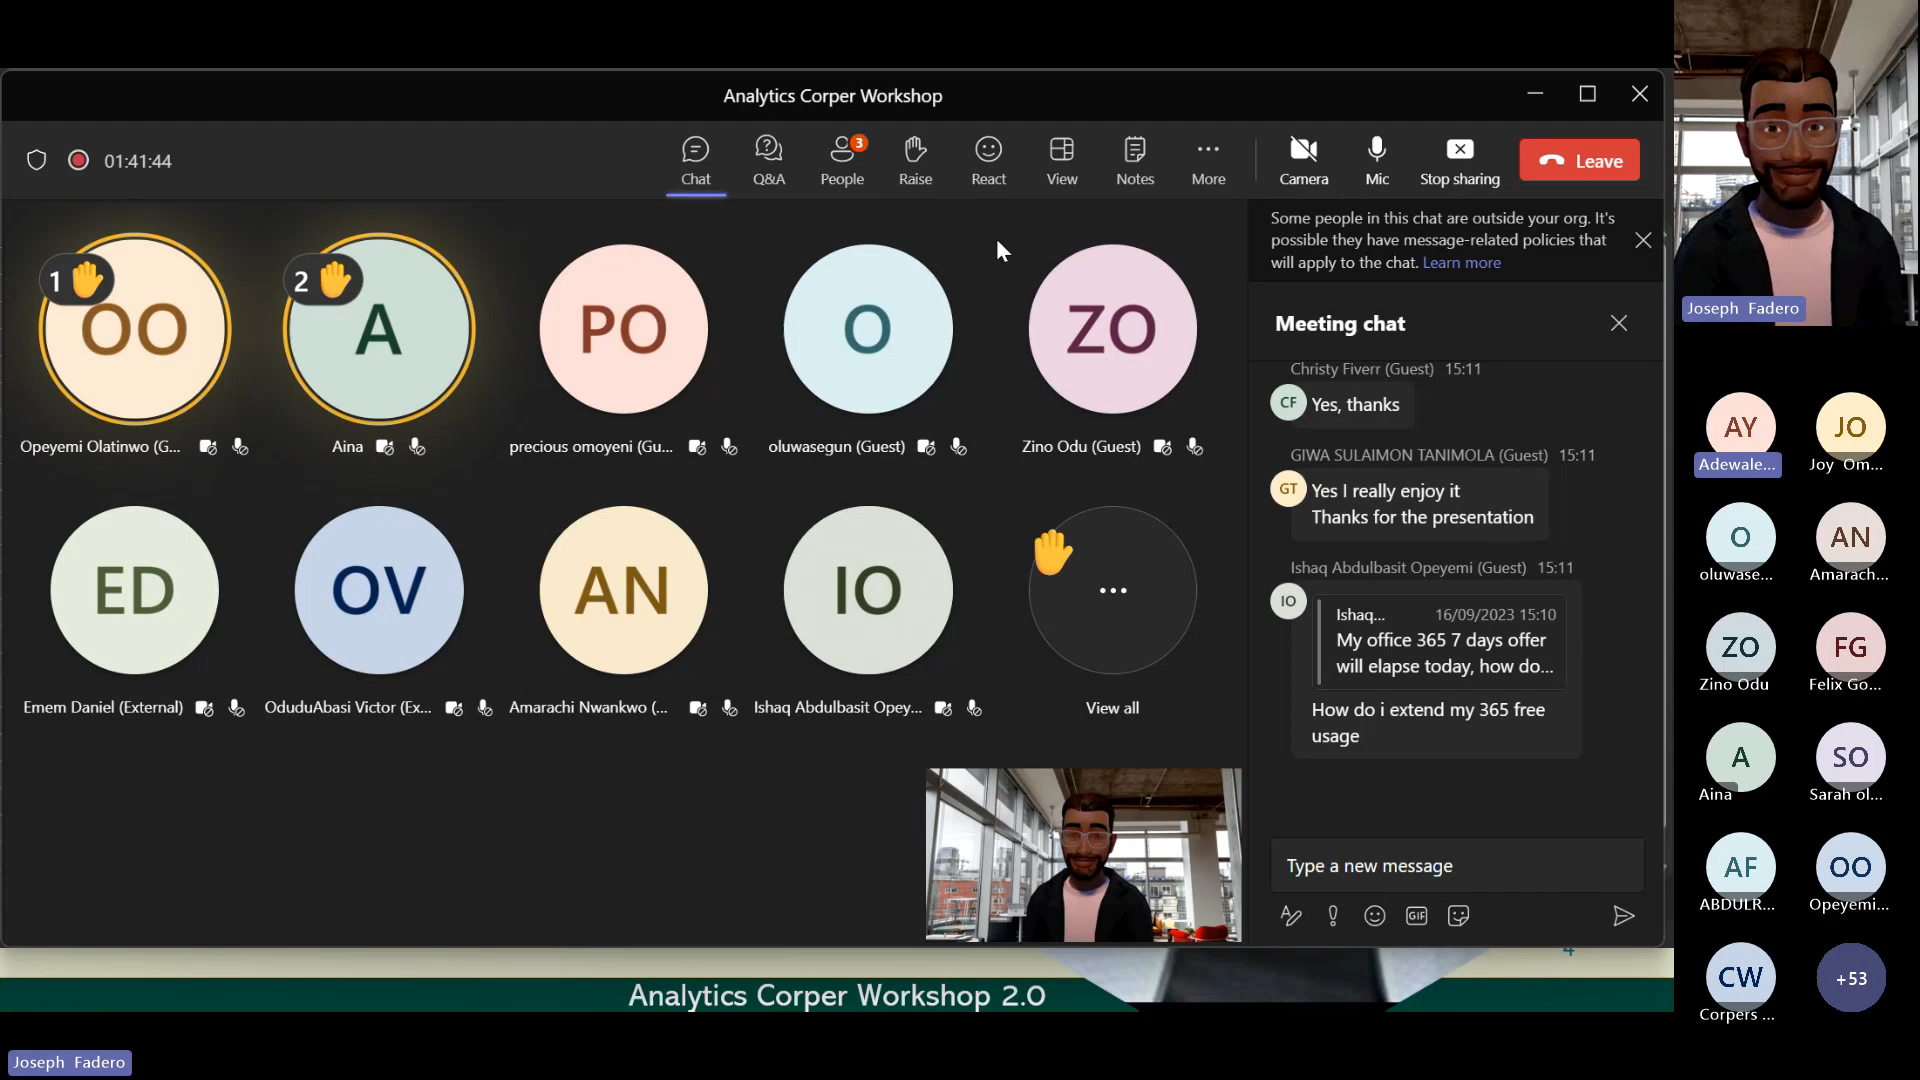 Analytics Corper Workshop
01:41:44
Chat
Q&A
3
People
Raise
React
View
Notes
More
Camera
Mic
Stop sharing
Leave
1
OO
2
A
PO
O
ZO
Opeyemi Olatinwo (G...
Aina
precious omoyeni (Gu...
oluwasegun (Guest)
Zino Odu (Guest)
ED
OV
AN
IO
Emem Daniel (External)
OduduAbasi Victor (Ex...
Amarachi Nwankwo (...
Ishaq Abdulbasit Opey...
View all
Some people in this chat are outside your org. It's
possible they have message-related policies that
will apply to the chat. Learn more
Meeting chat
Christy Fiverr (Guest) 15:11
CF
Yes, thanks
GIWA SULAIMON TANIMOLA (Guest) 15:11
GT
Yes I really enjoy it
Thanks for the presentation
Ishaq Abdulbasit Opeyemi (Guest) 15:11
IO
Ishaq... 16/09/2023 15:10
My office 365 7 days offer
will elapse today, how do...
How do i extend my 365 free
usage
Type a new message
GIF
4
Analytics Corper Workshop 2.0
Joseph Fadero
Joseph Fadero
AY
Adewale...
JO
Joy Om...
O
oluwase...
AN
Amarach...
ZO
Zino Odu
FG
Felix Go...
A
Aina
SO
Sarah ol...
AF
ABDULR...
OO
Opeyemi...
CW
Corpers ...
+53